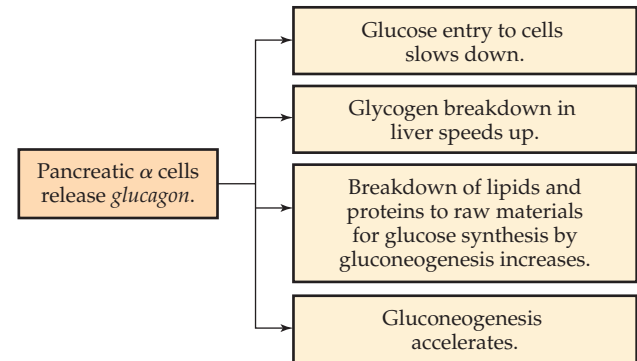 Glucose entry to cells
slows down.
Glycogen breakdown in
liver speeds up.
Pancreatic α cells
release glucagon.
Breakdown of lipids and
proteins to raw materials
for glucose synthesis by
gluconeogenesis increases.
Gluconeogenesis
accelerates.